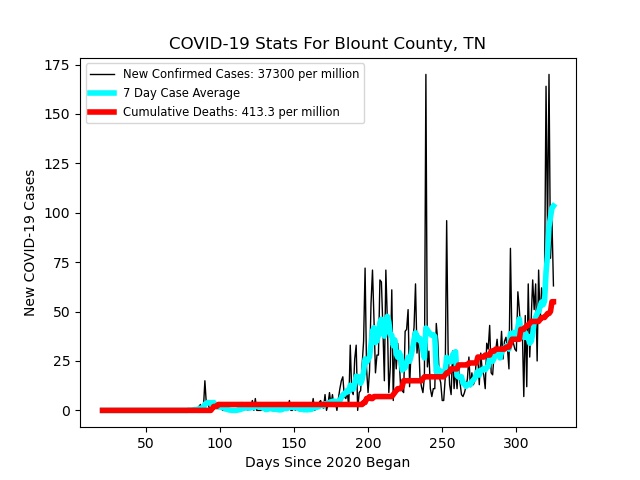 COVID-19 Stats For Blount County, TN
New Confirmed Cases: 37300 per million
7 Day Case Average
Cumulative Deaths: 413.3 per million
New COVID-19 Cases
175
150
125
100
75
50
25
0
50
100
150
200
250
300
Days Since 2020 Began